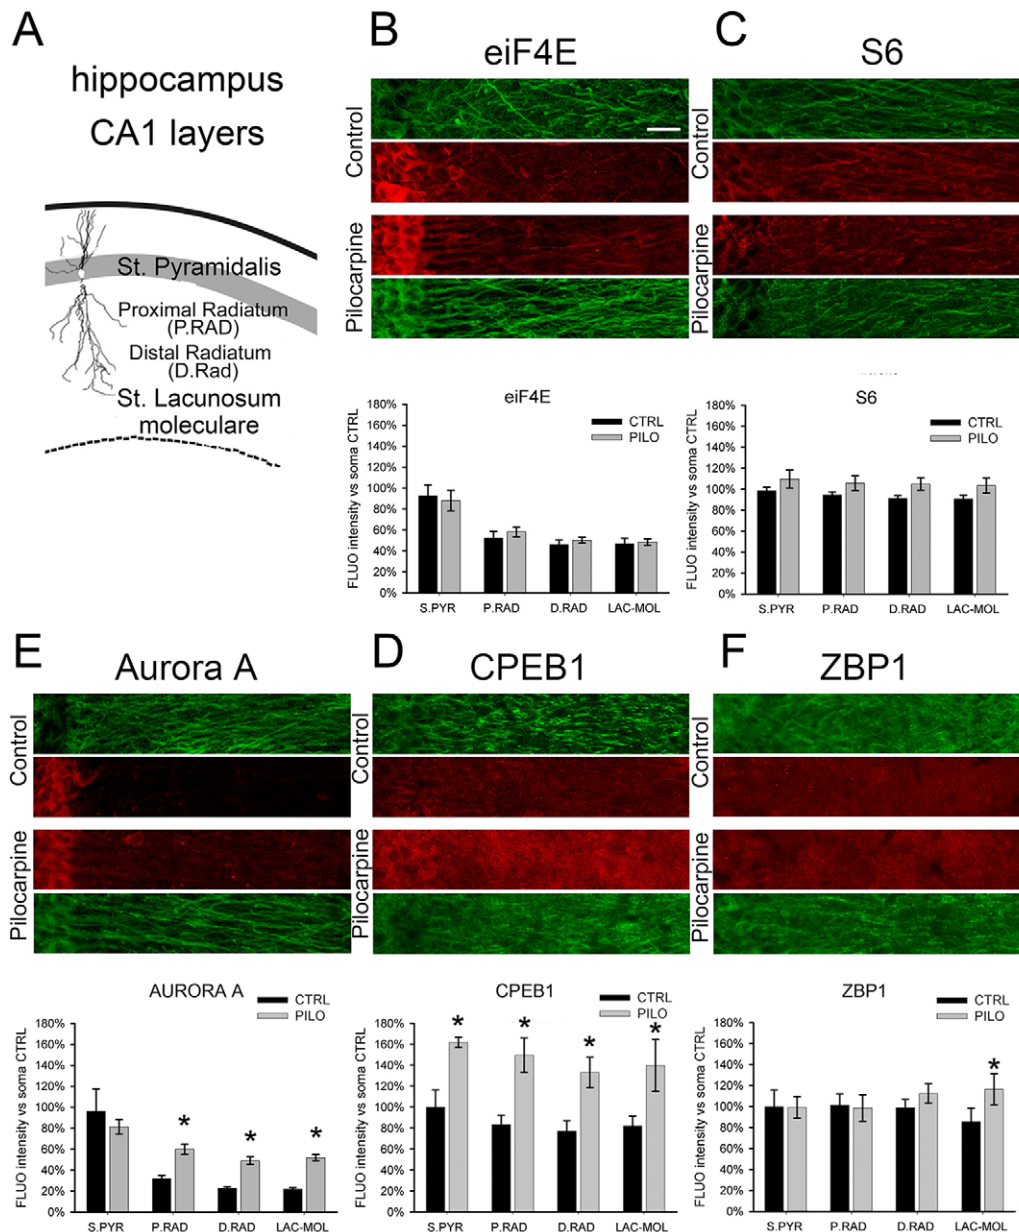 A
hippocampus
CA1 layers
St. Pyramidalis
Proximal Radiatum
(P.RAD)
Distal Radiatum
(D.Rad)
St. Lacunosum
moleculare
B
eiF4E
Control
Pilocarpine
eiF4E
CTRL
PILO
FLUO intensity vs soma CTRL
180%
160%
140%
120%
100%
80%
60%
40%
20%
0%
S.PYR P.RAD D.RAD LAC-MOL
C
S6
Control
Pilocarpine
S6
CTRL
PILO
FLUO intensity vs soma CTRL
180%
160%
140%
120%
100%
80%
60%
40%
20%
0%
S.PYR P.RAD D.RAD LAC-MOL
E
Aurora A
Control
Pilocarpine
AURORA A
CTRL
PILO
FLUO intensity vs soma CTRL
180%
160%
140%
120%
100%
80%
60%
40%
20%
0%
* * *
S.PYR P.RAD D.RAD LAC-MOL
D
CPEB1
Control
Pilocarpine
CPEB1
CTRL
PILO
FLUO intensity vs soma CTRL
180%
160%
140%
120%
100%
80%
60%
40%
20%
0%
* * * *
S.PYR P.RAD D.RAD LAC-MOL
F
ZBP1
Control
Pilocarpine
ZBP1
CTRL
PILO
FLUO intensity vs soma CTRL
180%
160%
140%
120%
100%
80%
60%
40%
20%
0%
*
S.PYR P.RAD D.RAD LAC-MOL